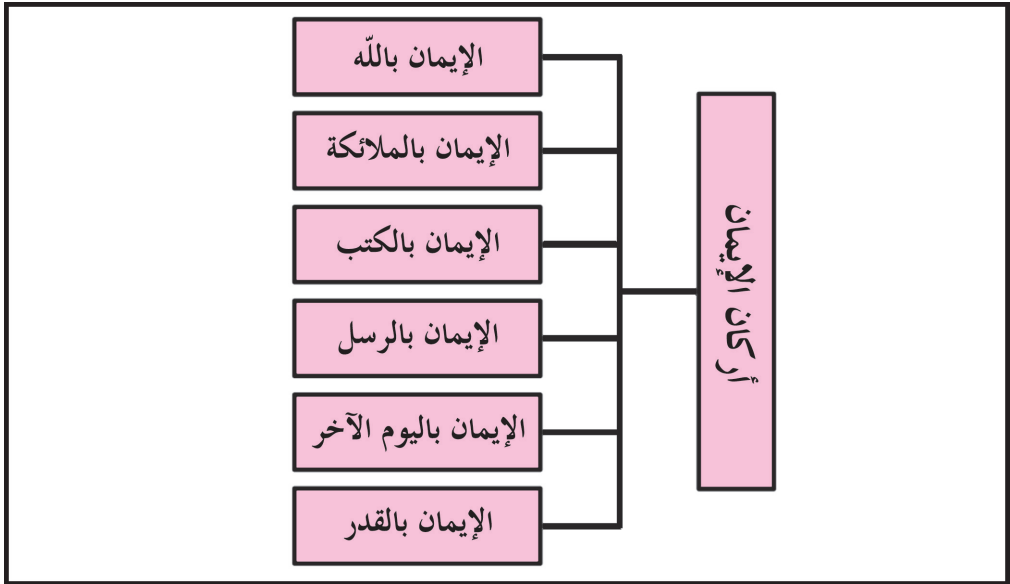 أركان الإيمان
الإيمان باللّه
الإيمان بالملائكة
الإيمان بالكتب
الإيمان بالرسل
الإيمان باليوم الآخر
الإيمان بالقدر